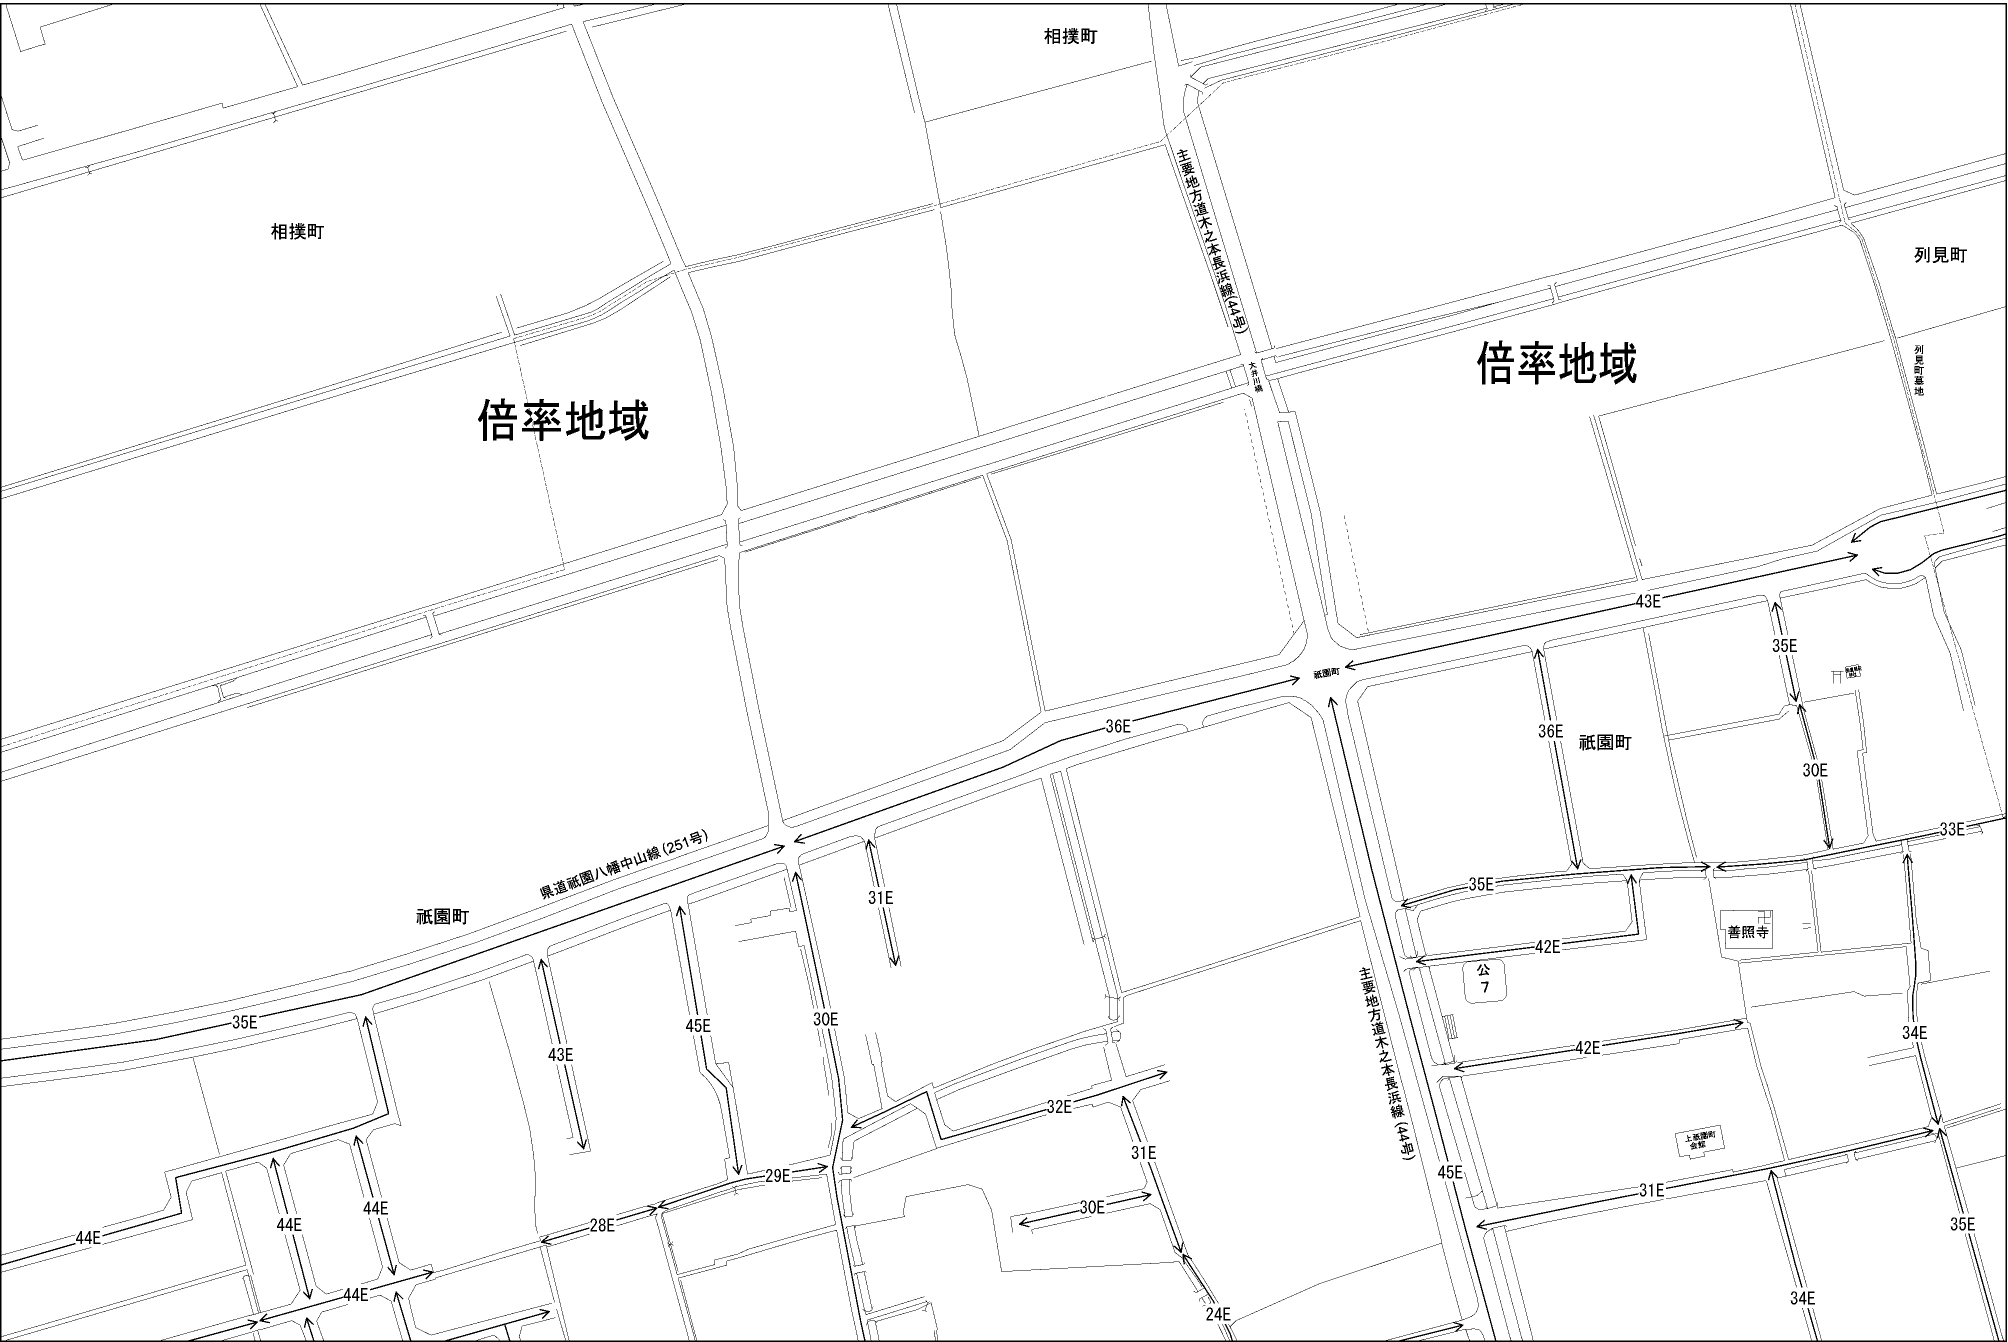 相撲町
相撲町
主要地方道木之本長浜線(44号)
列見町
倍率地域
列見町墓地
大井川橋
倍率地域
43E
35E
祇園町
36E
36E
祇園町
30E
33E
県道祇園八幡中山線(251号)
35E
31E
祇園町
善照寺
42E
公
7
主要地方道木之本長浜線(44号)
35E
45E
30E
34E
43E
42E
32E
上祇園町
会館
31E
45E
29E
31E
30E
44E
44E
28E
35E
44E
44E
34E
24E